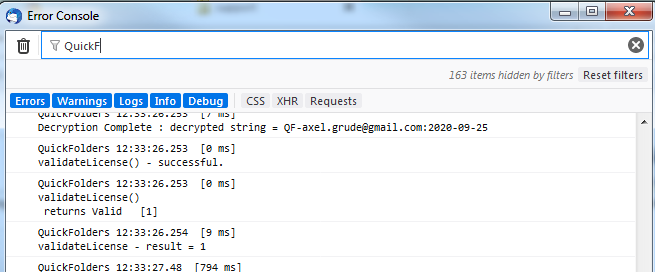 Error Console
QuickF
163 items hidden by filters Reset filters
Errors Warnings Logs Info Debug CSS XHR Requests
QuickFolders 12:33:26.253 [7 ms]
Decryption Complete : decrypted string = QF-axel.grude@gmail.com:2020-09-25
QuickFolders 12:33:26.253 [0 ms]
validateLicense() - successful.
QuickFolders 12:33:26.253 [0 ms]
validateLicense()
returns Valid [1]
QuickFolders 12:33:26.254 [9 ms]
validateLicense - result = 1
QuickFolders 12:33:27.48 [794 ms]